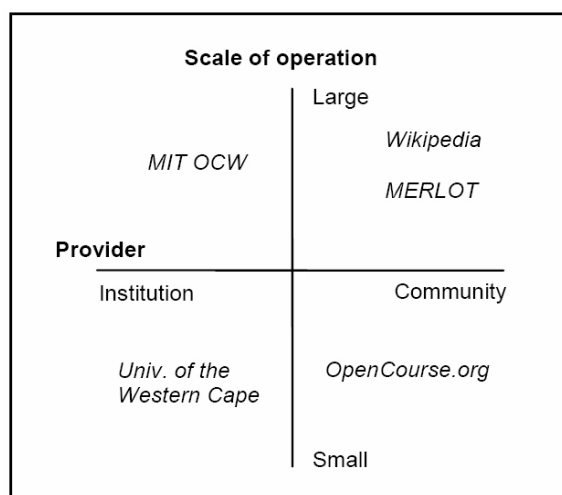 Scale of operation
Large
Wikipedia
MIT OCW
MERLOT
Provider
Institution
Community
Univ. of the
Western Cape
OpenCourse.org
Small